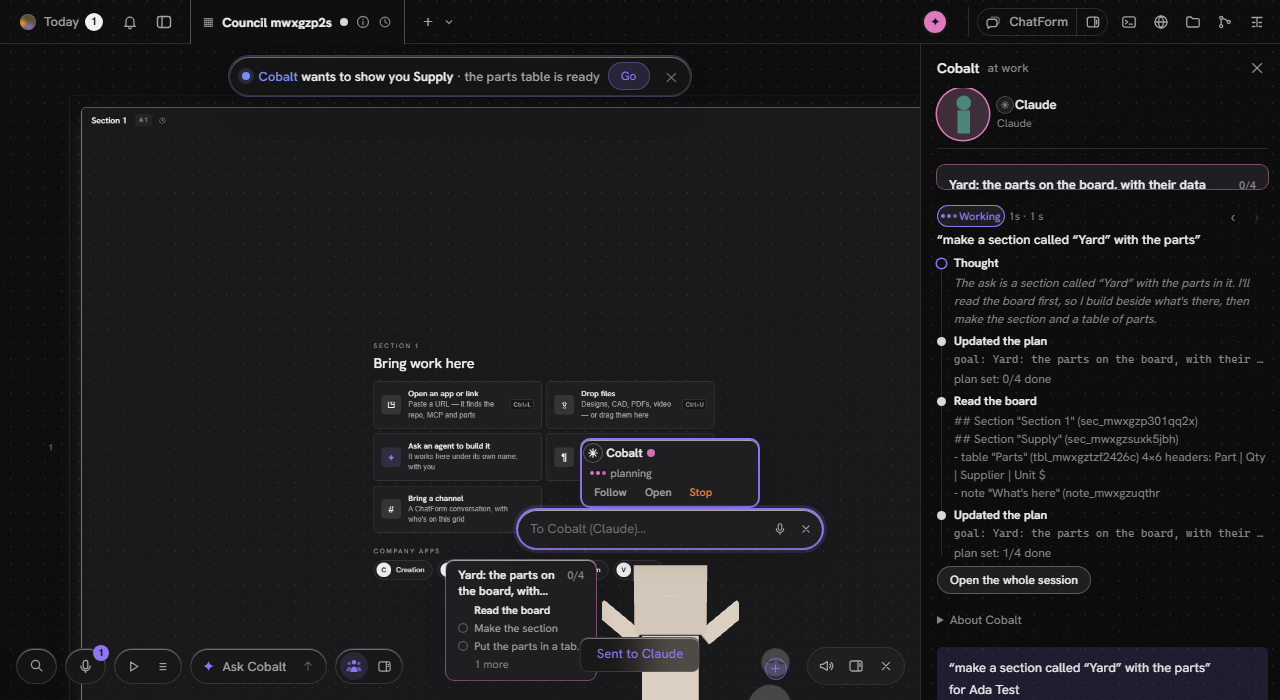 Today 1
Council mwxgzp2s
ChatForm
Cobalt wants to show you Supply · the parts table is ready
Go
Section 1 A1
1
SECTION 1
Bring work here
Open an app or link
Paste a URL — it finds the
repo, MCP and ports
Ctrl+L
Drop files
Designs, CAD, PDFs, video
— or drag them here
Ctrl+U
Ask an agent to build it
It works here under its own name,
with you
¶
# Bring a channel
A ChatForm conversation, with
who's on this grid
COMPANY APPS
C Creation
V
Cobalt
planning
Follow Open Stop
To Cobalt (Claude)...
Yard: the parts on 0/4
the board, with...
Read the board
Make the section
Put the parts in a tab.
1 more
Sent to Claude
1
Ask Cobalt
Cobalt at work
Claude
Claude
Yard: the parts on the board, with their data 0/4
Working 1s · 1 s
“make a section called “Yard” with the parts”
Thought
The ask is a section called “Yard” with the parts in it. I'll
read the board first, so I build beside what's there, then
make the section and a table of parts.
Updated the plan
goal: Yard: the parts on the board, with their …
plan set: 0/4 done
Read the board
## Section "Section 1" (sec_mwxgzp301qq2x)
## Section "Supply" (sec_mwxgzsuxk5jbh)
- table "Parts" (tbl_mwxgztzf2426c) 4×6 headers: Part | Qty
| Supplier | Unit $
- note "What's here" (note_mwxgzuqthr
Updated the plan
goal: Yard: the parts on the board, with their …
plan set: 1/4 done
Open the whole session
About Cobalt
“make a section called “Yard” with the parts”
for Ada Test